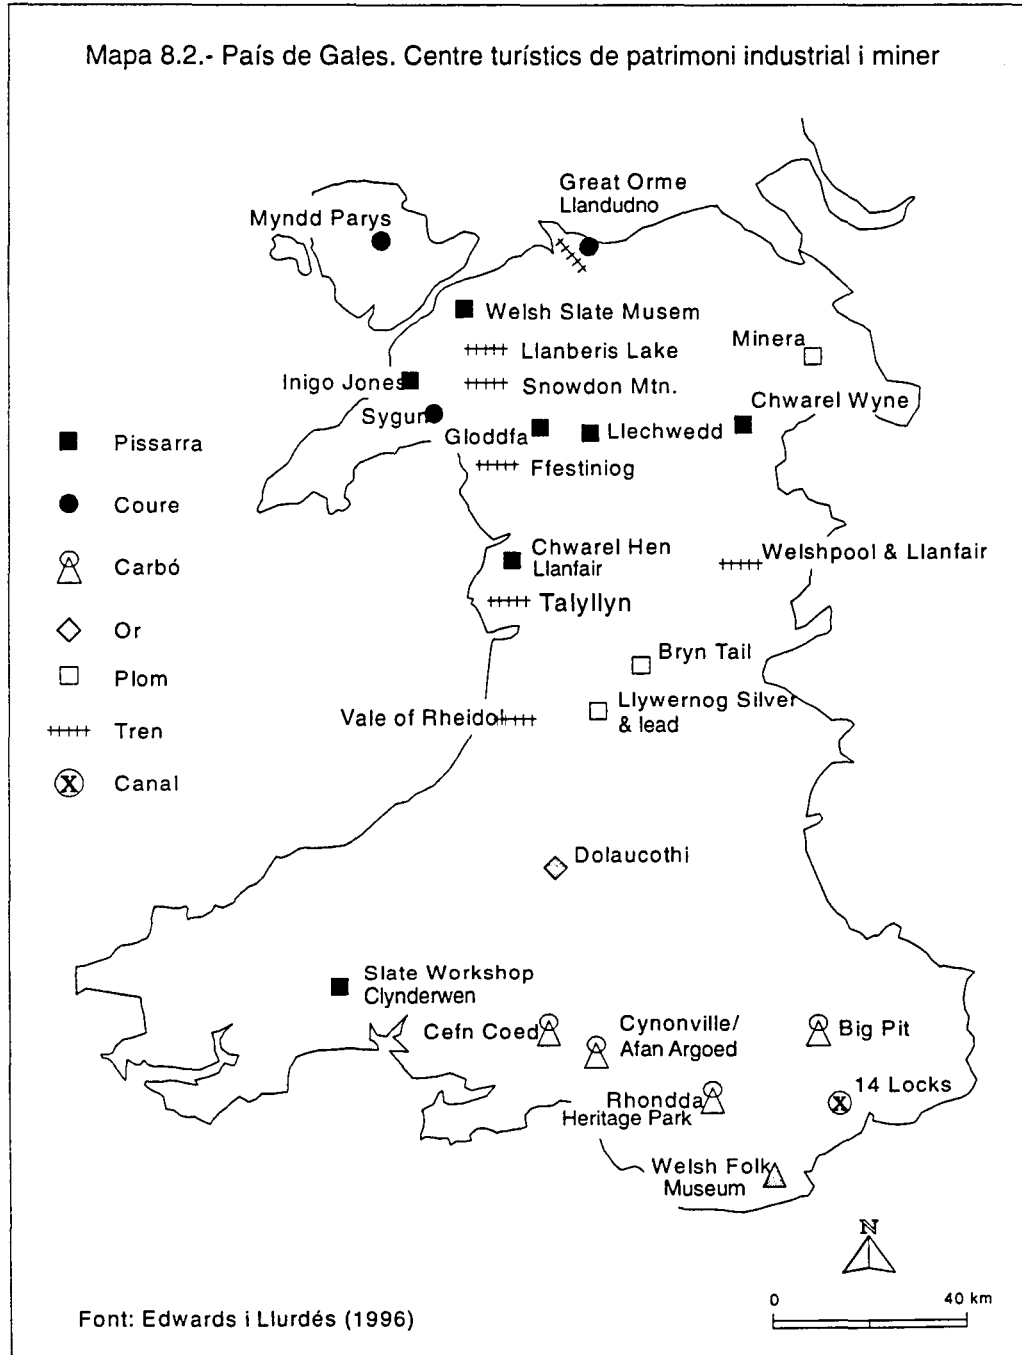 Mapa 8.2.- País de Gales. Centre turístics de patrimoni industrial i miner
Great Orme
Llandudno
Myndd Parys
Welsh Slate Musem
Minera
Llanberis Lake
Inigo Jones
Snowdon Mtn.
Chwarel Wyne
Sygun
Gloddfa
Llechwedd
Ffestiniog
Pissarra
Coure
Carbó
Or
Plom
Tren
Canal
X
Chwarel Hen
Llanfair
Welshpool & Llanfair
Talyllyn
Bryn Tail
Llywernog Silver
& lead
Vale of Rheidol
Dolaucothi
Slate Workshop
Clynderwen
Cefn Coed
Cynonville/
Afan Argoed
Big Pit
14 Locks
X
Rhondda
Heritage Park
Welsh Folk
Museum
N
0 40 km
Font: Edwards i Llurdés (1996)